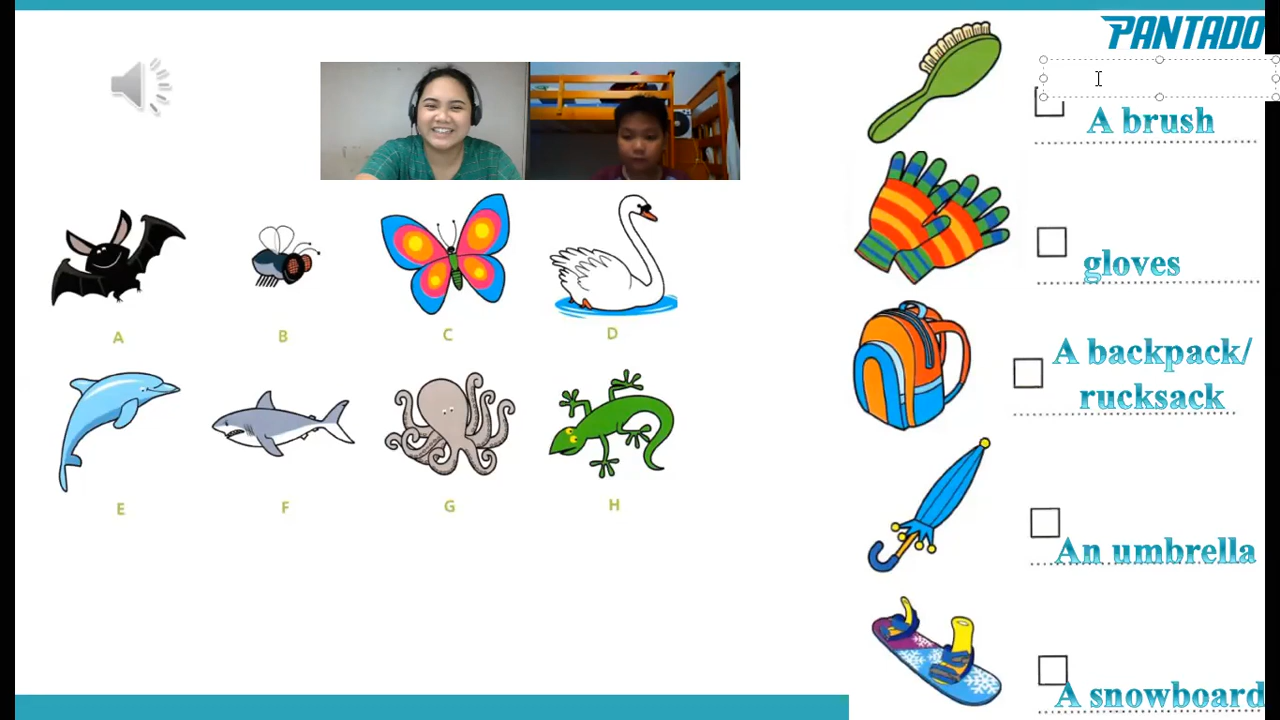 PANTADO
A brush
gloves
A B C D
A backpack/
rucksack
E F G H
An umbrella
A snowboard